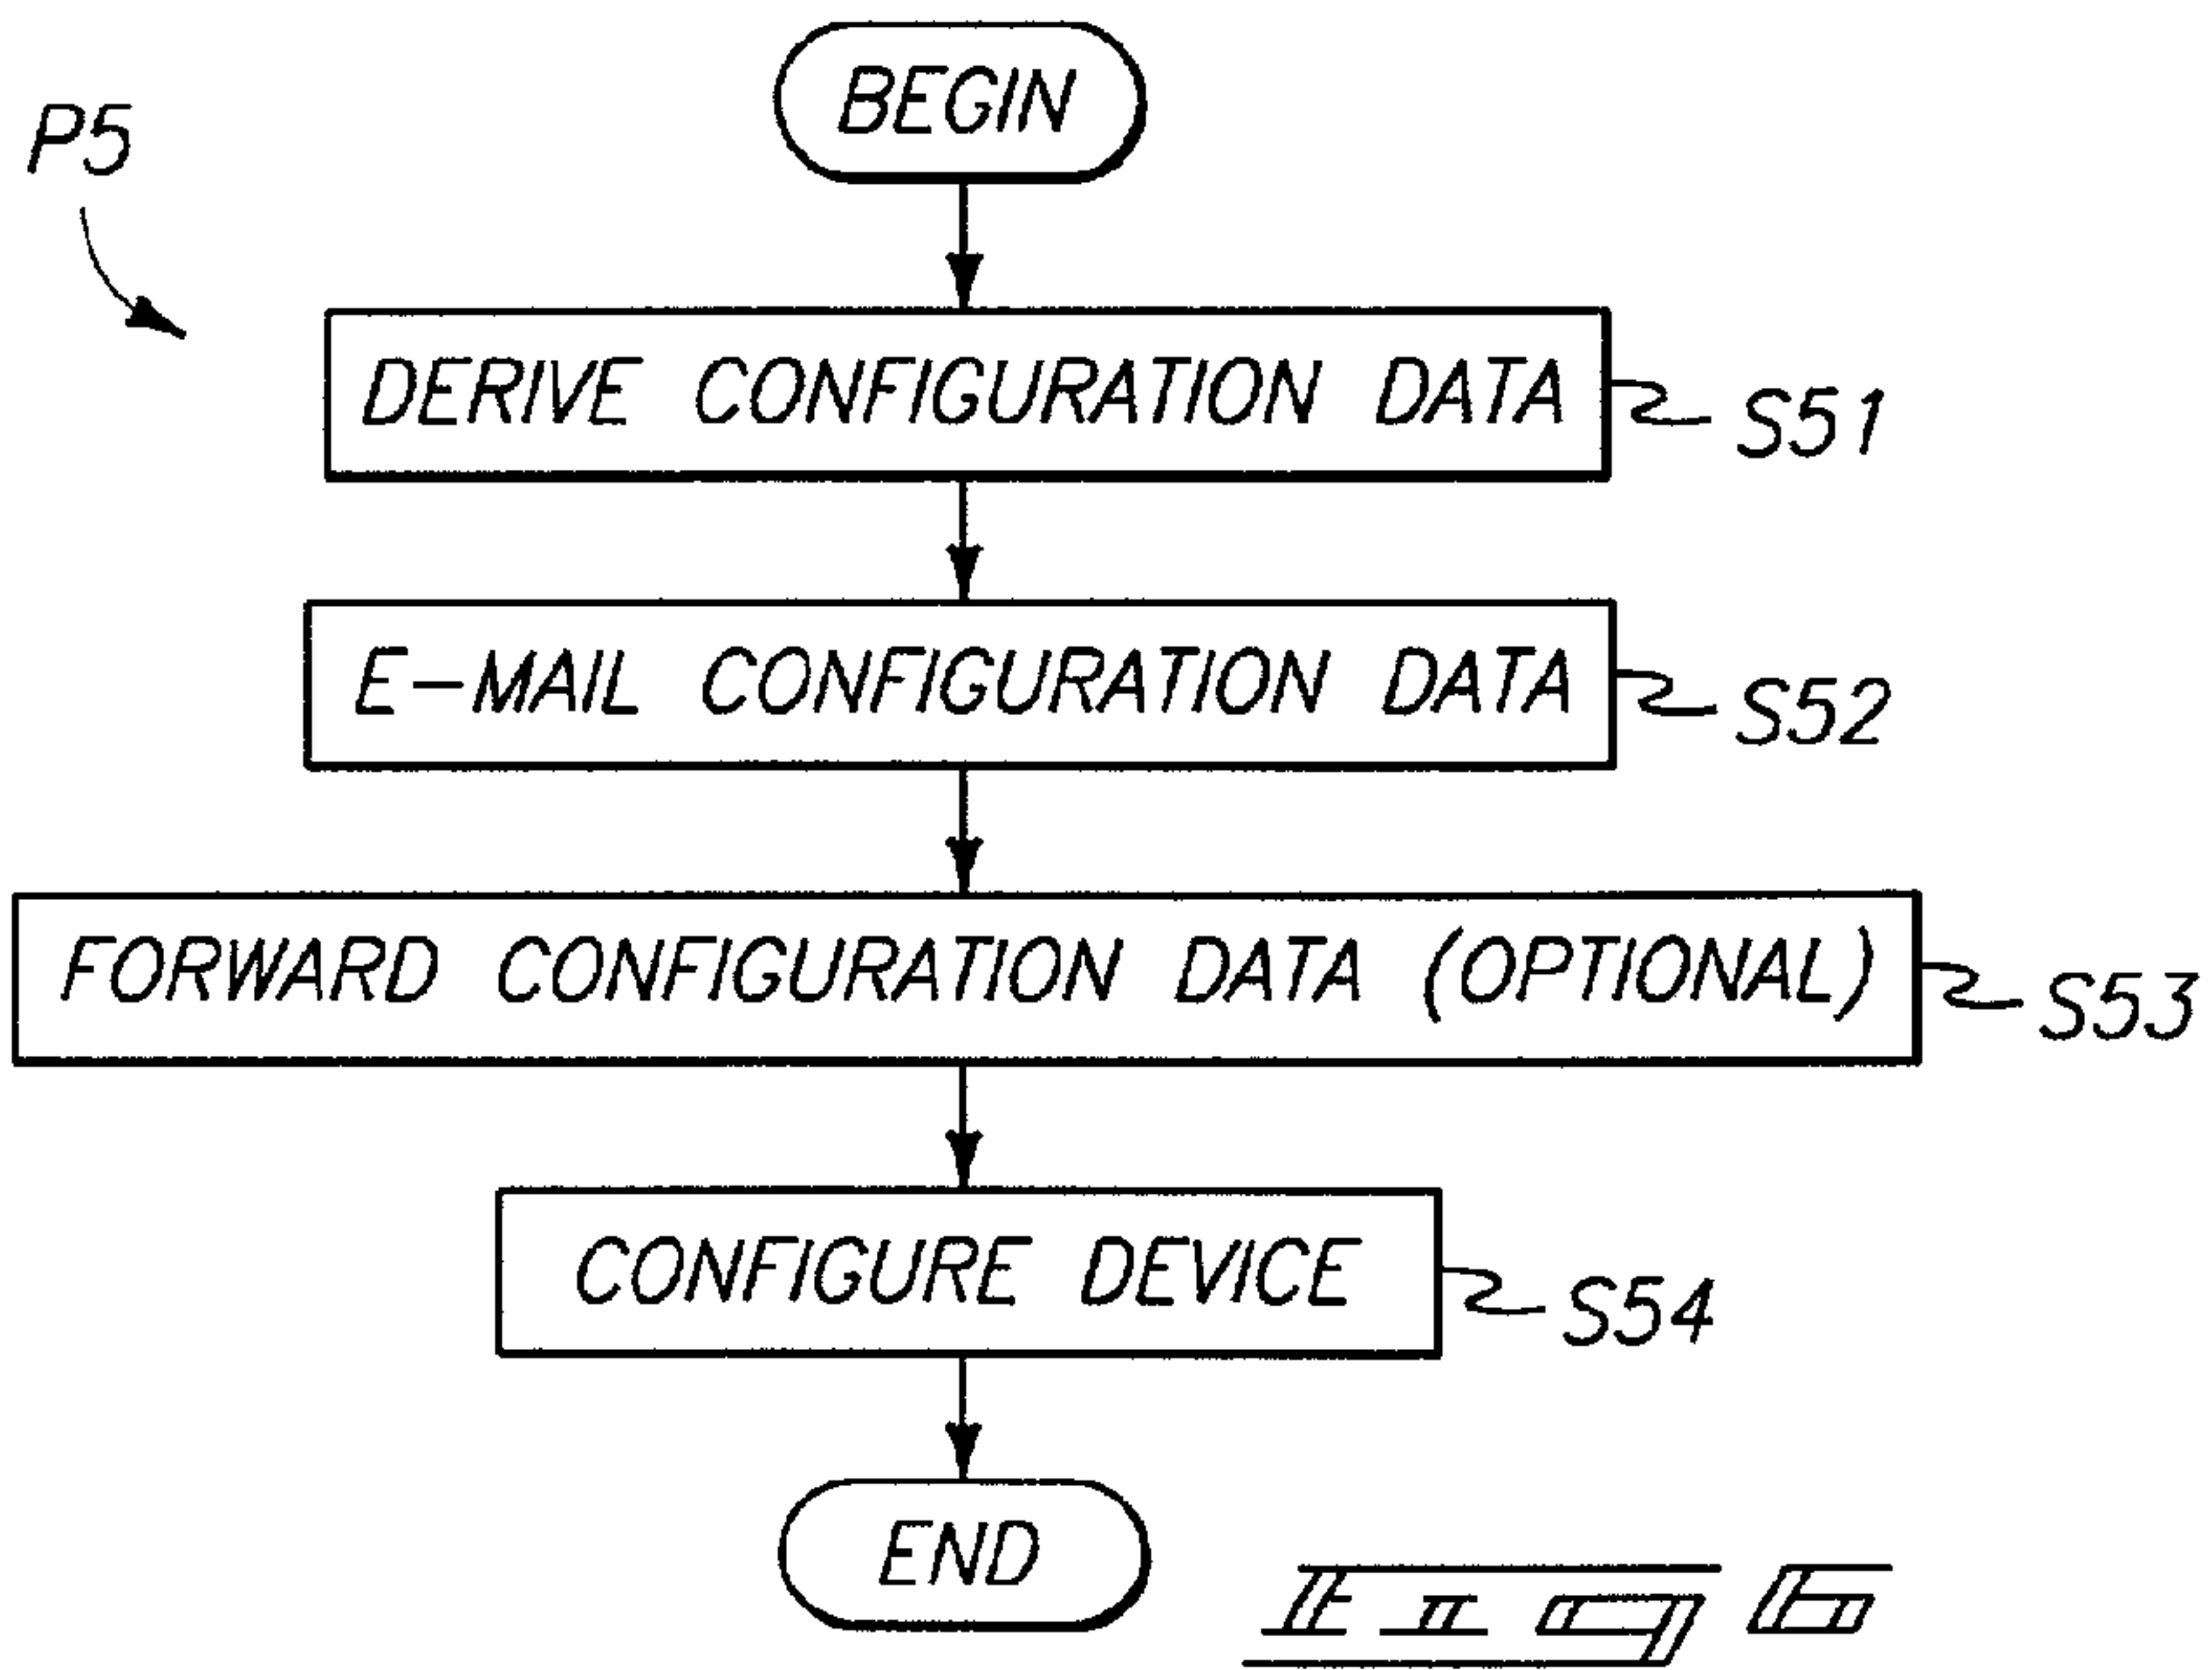 BEGIN
P5
DERIVE CONFIGURATION DATA
S51
E-MAIL CONFIGURATION DATA
S52
FORWARD CONFIGURATION DATA (OPTIONAL)
S53
CONFIGURE DEVICE
S54
END
Fig 6